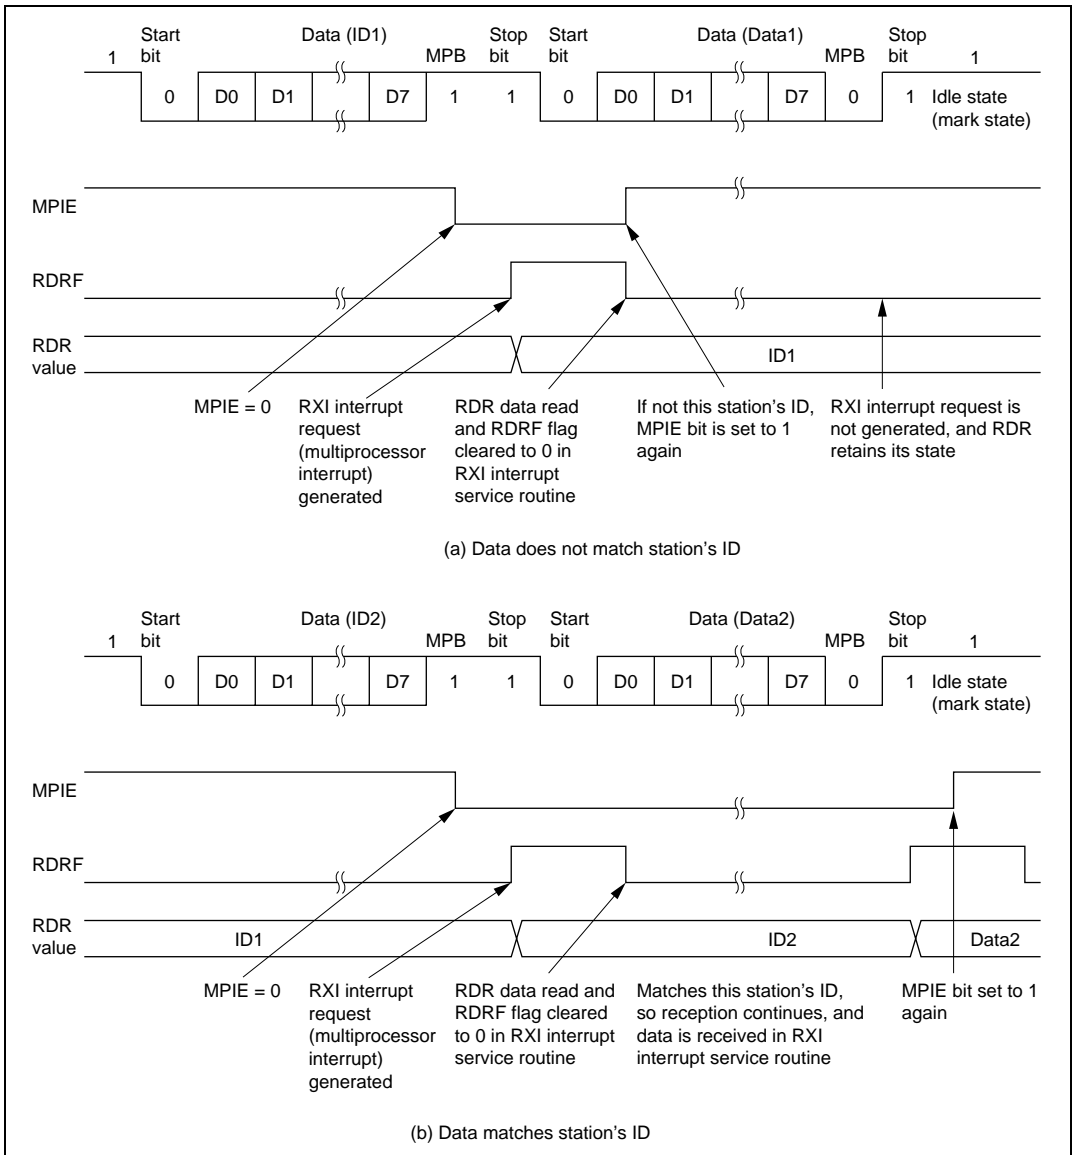 Start Data (ID1) Stop Start Data (Data1) Stop
1 bit MPB bit bit MPB bit 1
0 D0 D1 D7 1 1 0 D0 D1 D7 0 1 Idle state
(mark state)
MPIE
RDRF
RDR
value
ID1
MPIE = 0
RXI interrupt
request
(multiprocessor
interrupt)
generated
RDR data read
and RDRF flag
cleared to 0 in
RXI interrupt
service routine
If not this station's ID,
MPIE bit is set to 1
again
RXI interrupt request is
not generated, and RDR
retains its state
(a) Data does not match station's ID
Start Data (ID2) Stop Start Data (Data2) Stop
1 bit MPB bit bit MPB bit 1
0 D0 D1 D7 1 1 0 D0 D1 D7 0 1 Idle state
(mark state)
MPIE
RDRF
RDR
value
ID1 ID2 Data2
MPIE = 0
RXI interrupt
request
(multiprocessor
interrupt)
generated
RDR data read and
RDRF flag cleared
to 0 in RXI interrupt
service routine
Matches this station's ID,
so reception continues, and
data is received in RXI
interrupt service routine
MPIE bit set to 1
again
(b) Data matches station's ID